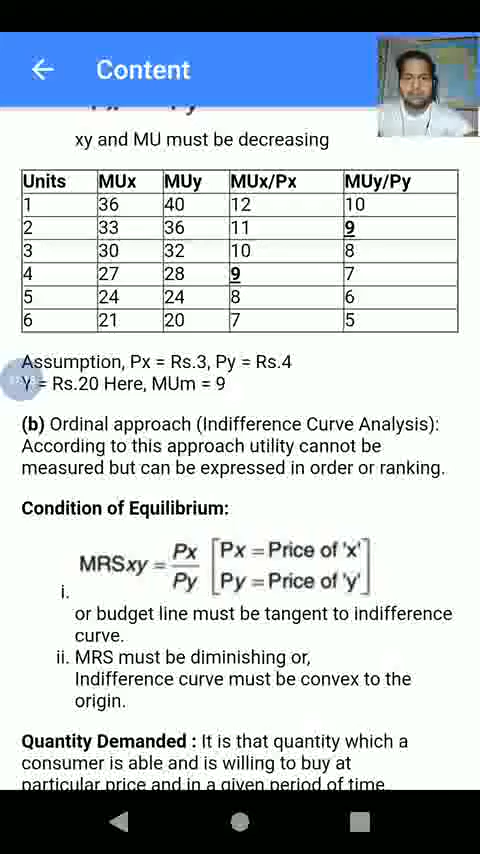 Content
xy and MU must be decreasing
Units MUx MUy MUx/Px MUy/Py
1 36 40 12 10
2 33 36 11 9
3 30 32 10 8
4 27 28 9 7
5 24 24 8 6
6 21 20 7 5
Assumption, Px = Rs.3, Py = Rs.4
Y = Rs.20 Here, MUm = 9
(b) Ordinal approach (Indifference Curve Analysis):
According to this approach utility cannot be
measured but can be expressed in order or ranking.
Condition of Equilibrium:
i. MRSxy = Px/Py [Px = Price of 'x' Py = Price of 'y']
or budget line must be tangent to indifference
curve.
ii. MRS must be diminishing or,
Indifference curve must be convex to the
origin.
Quantity Demanded : It is that quantity which a
consumer is able and is willing to buy at
particular price and in a given period of time.